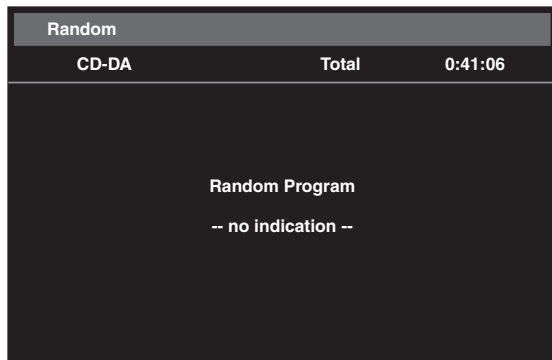 Random
CD-DA Total 0:41:06
Random Program
-- no indication --